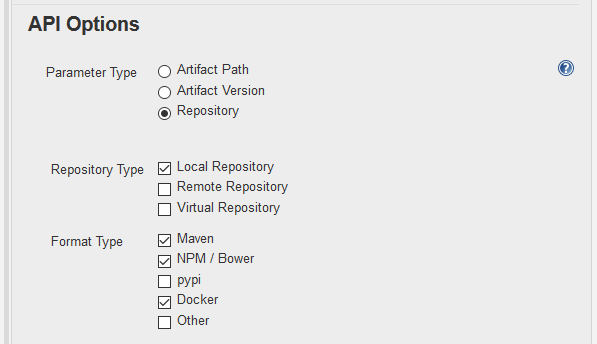 API Options
Parameter Type
Artifact Path
Artifact Version
Repository
Repository Type
Local Repository
Remote Repository
Virtual Repository
Format Type
Maven
NPM / Bower
pypi
Docker
Other
?